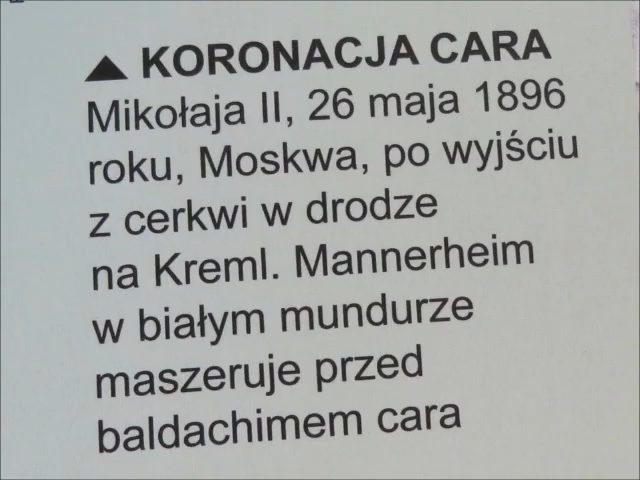 ▲ KORONACJA CARA
Mikołaja II, 26 maja 1896
roku, Moskwa, po wyjściu
z cerkwi w drodze
na Kreml. Mannerheim
w białym mundurze
maszeruje przed
baldachimem cara